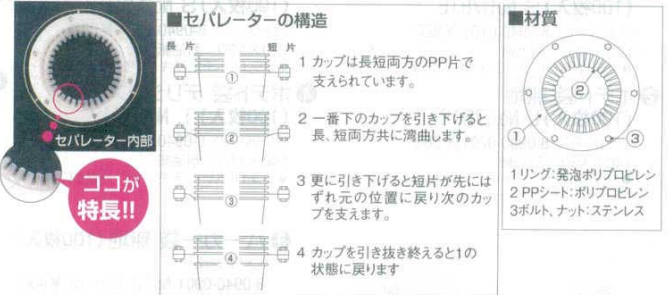 セパレーター内部
ココが
特長!!
■セパレーターの構造
長 片
短 片
①
②
③
④
1 カップは長短両方のPP片で
支えられています。
2 一番下のカップを引き下げると
長、短両方共に湾曲します。
3 更に引き下げると短片が先には
ずれ元の位置に戻り次のカッ
プを支えます。
4 カップを引き抜き終えると1の
状態に戻ります
■材質
②
①
③
1リング:発泡ポリプロピレン
2 PPシート:ポリプロピレン
3ボルト、ナット:ステンレス